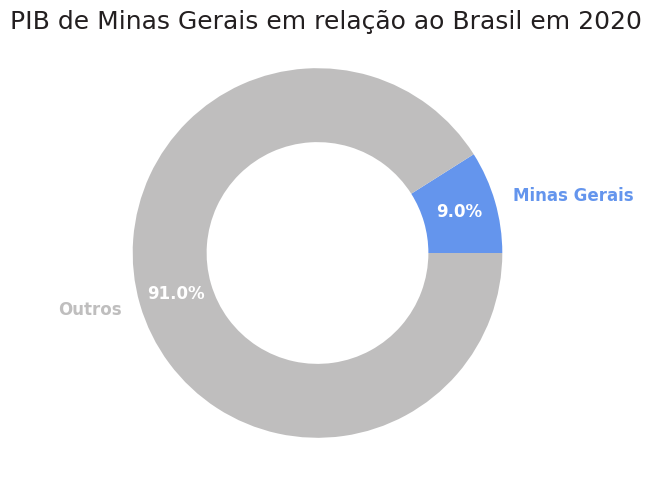 PIB de Minas Gerais em relação ao Brasil em 2020
Minas Gerais
9.0%
91.0%
Outros